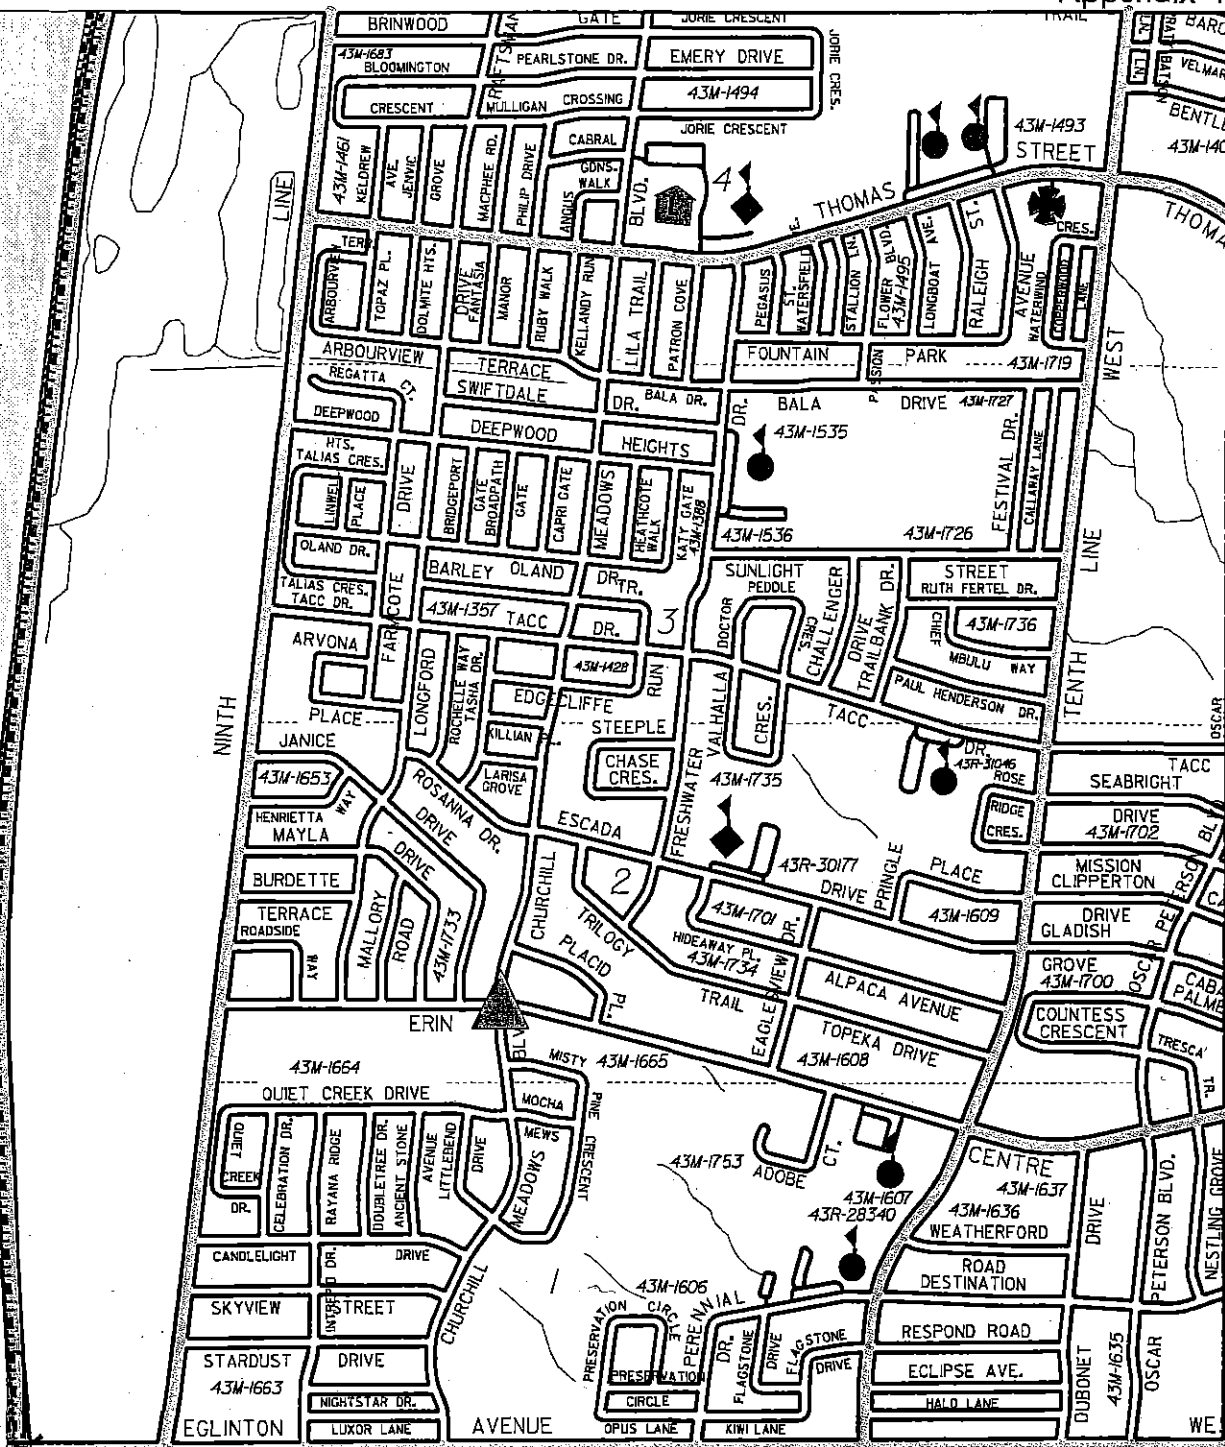 Appendix
BRINWOOD
GATE
JORIE CRESCENT
TRAIL
43M-1683
BLOOMINGTON
PEARLSTONE DR.
EMERY DRIVE
JORIE CRES.
LN.
LN.
CRESCENT
MULLIGAN
CROSSING
43M-1494
CABRAL
JORIE CRESCENT
43M-1493
STREET
43M-1461
KELDREW
AVE.
JENVIC
GROVE
MACPHEE RD.
PHILIP DRIVE
ANGUS
GDNS.
WALK
BLVD.
4
THOMAS
LINE
CRES.
TERR.
ARBOURVIEW
TOPAZ PL.
DOLMITE HTS.
DRIVE
FANTASIA
MANOR
RUBY WALK
KELLANDY RUN
LILA TRAIL
PATRON COVE
PEGASUS
ST.
WATERSFIELD
STALLION LN.
FLOWER BLVD.
43M-1495
LONGBOAT AVE.
RALEIGH ST.
AVENUE
WATERWIND
COPPERWOOD
LANE
WEST
ARBOURVIEW
TERRACE
FOUNTAIN
PARK
43M-1719
REGATTA CT.
SWIFTDALE
DR.
BALA DR.
DR.
BALA
PASSION
DRIVE
43M-1727
DEEPWOOD
DEEPWOOD
HEIGHTS
43M-1535
HTS.
TALIAS CRES.
LINWELL
PLACE
DRIVE
BRIDGEPORT
GATE
BROADPATH
GATE
CAPRI GATE
MEADOWS
HEATHCOTE
WALK
KATY GATE
43M-1388
FESTIVAL DR.
CALLAWAY LANE
43M-1536
43M-1726
OLAND DR.
BARLEY
OLAND
DR.
TR.
SUNLIGHT
PEDDLE
STREET
RUTH FERTEL DR.
LINE
TALIAS CRES.
TACC DR.
FARMCOTE
43M-1357
TACC
DR.
3
DOCTOR
CRES.
CHALLENGER
DRIVE
TRAILBANK DR.
CHIEF
43M-1736
MBULU WAY
ARVONA
LONGFORD
ROCHELLE WAY
TASHA DR.
43M-1428
RUN
PAUL HENDERSON DR.
EDGECLIFFE
VALHALLA
CRES.
TACC
TENTH
OSCAR
NINTH
PLACE
JANICE
KILLIAN
PL.
STEEPLE
CHASE
CRES.
43M-1735
DR.
43R-31046
TACC
43M-1653
WAY
ROSANNA DR.
LARISA
GROVE
FRESHWATER
ROSE
RIDGE
CRES.
SEABRIGHT
HENRIETTA
MAYLA
DRIVE
DRIVE
ESCADA
DRIVE
43M-1702
BURDETTE
CHURCHILL
2
43R-30177
DRIVE
PRINGLE
PLACE
MISSION
CLIPPERTON
TERRACE
ROADSIDE
WAY
MALLORY
ROAD
43M-1733
TRILOGY
43M-1701
DR.
43M-1609
DRIVE
GLADISH
OSCAR PETERSON BLVD
PLACID
PL.
HIDEAWAY PL.
43M-1734
TRAIL
EAGLERVIEW
ALPACA AVENUE
GROVE
43M-1700
ERIN
BLV
TOPEKA DRIVE
43M-1608
COUNTESS
CRESCENT
TRESCA
TR.
43M-1664
MISTY
43M-1665
QUIET CREEK DRIVE
MOCHA
PINE
CRESCENT
MEWS
QUIET
CREEK
DR.
CELEBRATION DR.
RAYANA RIDGE
DOUBLETREE DR.
ANCIENT STONE
AVENUE
LITTLEBEND
DRIVE
MEADOWS
43M-1753
ADOBE
CT.
43M-1607
43R-28340
CENTRE
43M-1637
43M-1636
WEATHERFORD
DRIVE
PETERSON BLVD.
NESTLING GROVE
CANDLELIGHT
DRIVE
ROAD
DESTINATION
INTREPID DR.
SKYVIEW
STREET
CHURCHILL
1
43M-1606
PRESERVATION
CIRCLE
PERENNIAL
DR.
FLAGSTONE
DRIVE
FLAGSTONE
DRIVE
RESPOND ROAD
STARDUST
DRIVE
43M-1663
PRESERVATION
ECLIPSE AVE.
DUBONET
43M-1635
OSCAR
NIGHTSTAR DR.
CIRCLE
HALO LANE
EGLINTON
LUXOR LANE
AVENUE
OPUS LANE
KIWI LANE
WE